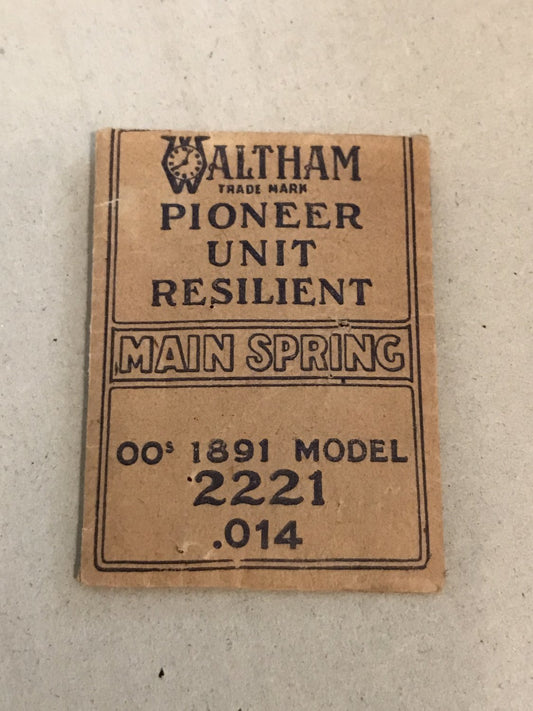 WALTHAM
TRADE MARK
PIONEER
UNIT
RESILIENT
MAIN SPRING
00s 1891 MODEL
2221
.014